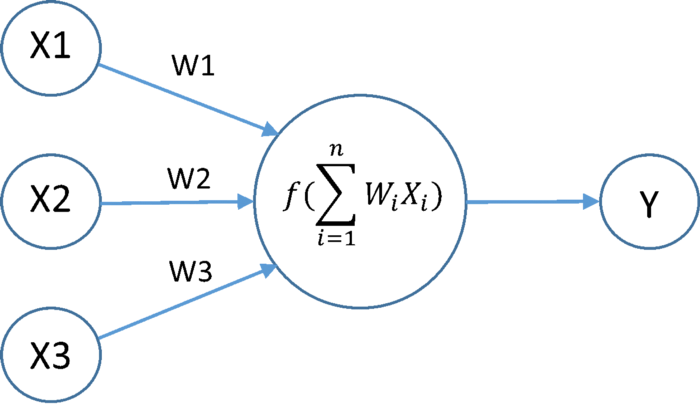 X1
W1
X2
W2
X3
W3
f(∑_{i=1}^{n} W_i X_i)
Y